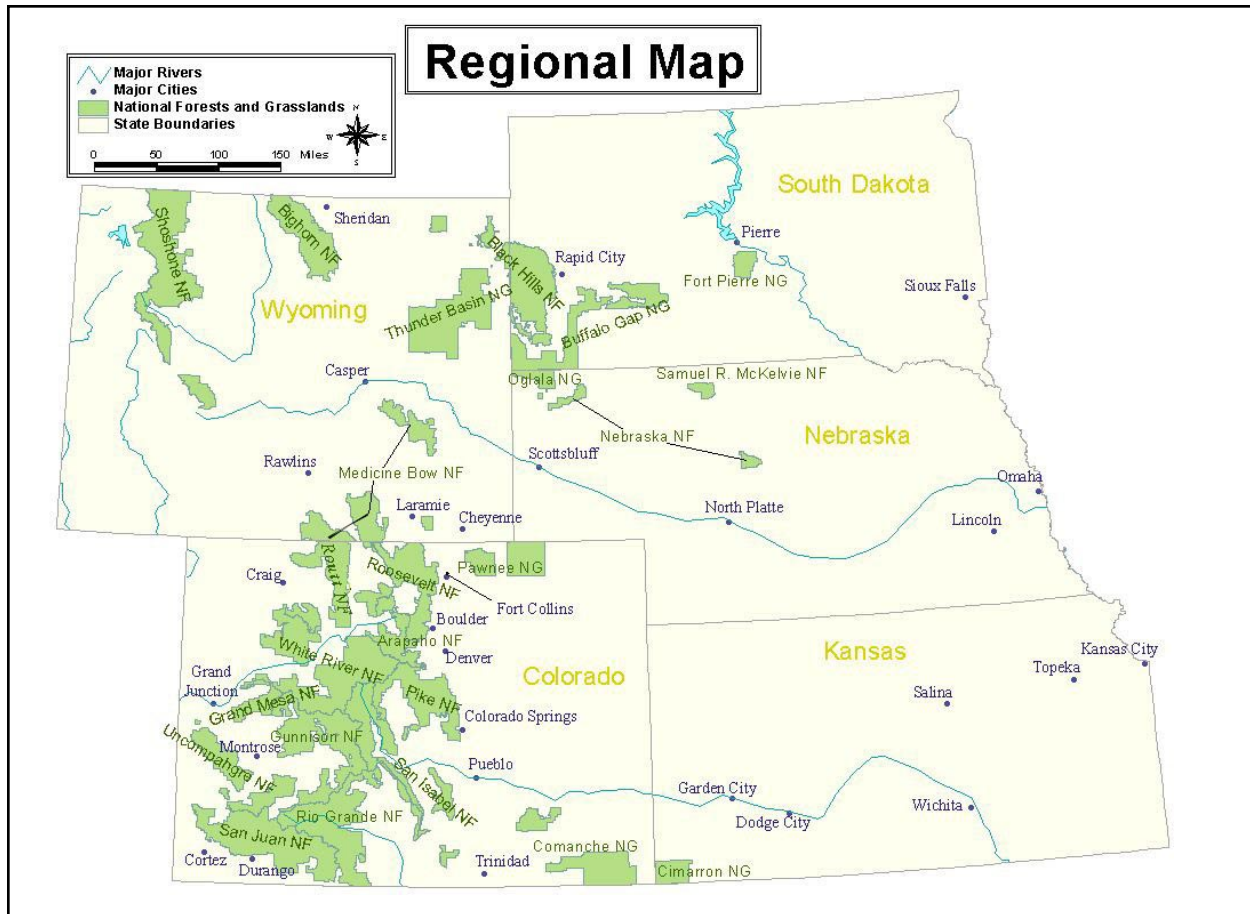 Regional Map
Major Rivers
Major Cities
National Forests and Grasslands
State Boundaries
N
W
E
S
0
50
100
150
Miles
South Dakota
Shoshone NF
Bighorn NF
Sheridan
Black Hills NF
Rapid City
Pierre
Fort Pierre NG
Sioux Falls
Wyoming
Thunder Basin NG
Buffalo Gap NG
Casper
Oglala NG
Samuel R. McKelvie NF
Nebraska NF
Nebraska
Rawlins
Medicine Bow NF
Scottsbluff
Omaha
Laramie
Cheyenne
North Platte
Lincoln
Routt NF
Roosevelt NF
Pawnee NG
Craig
Fort Collins
Boulder
Arapaho NF
Denver
White River NF
Colorado
Kansas
Kansas City
Topeka
Grand
Junction
Grand Mesa NF
Pike NF
Salina
Colorado Springs
Gunnison NF
Montrose
Uncompahgre NF
Pueblo
San Isabel NF
Garden City
Dodge City
Wichita
Rio Grande NF
San Juan NF
Cortez
Durango
Trinidad
Comanche NG
Cimarron NG